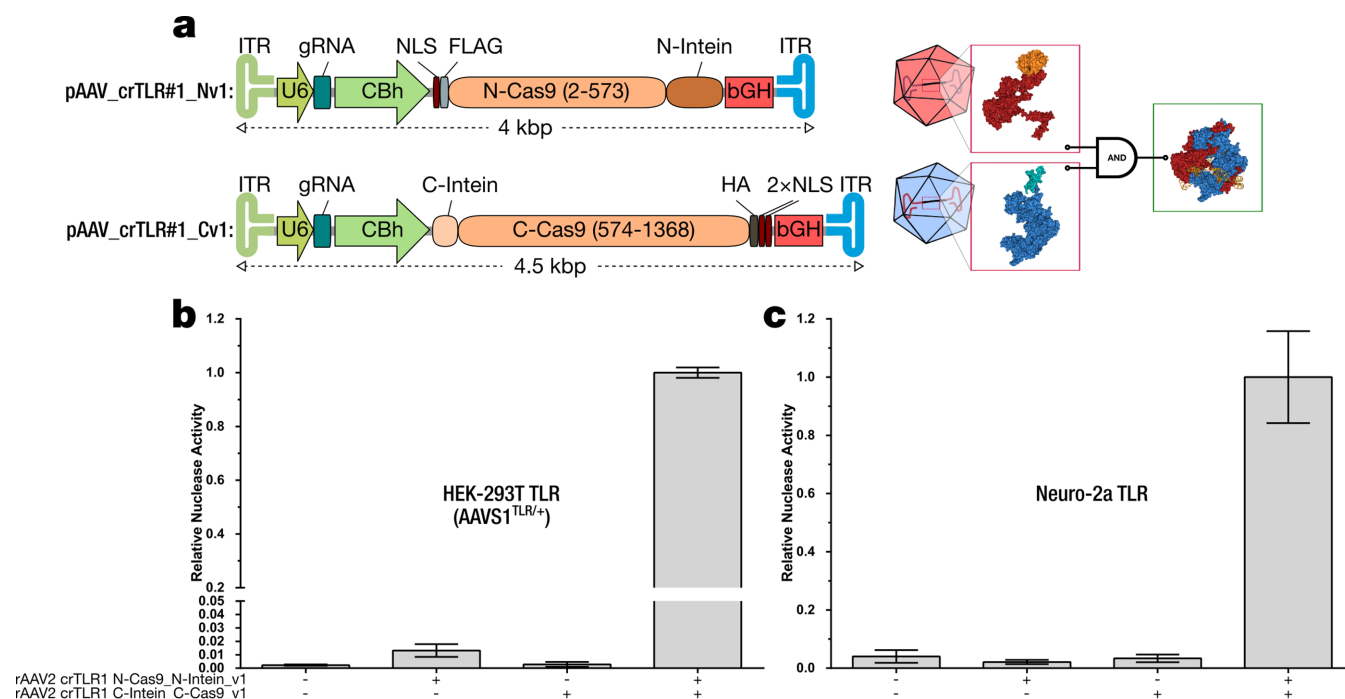 a
ITR gRNA NLS FLAG N-Intein ITR
pAAV_crTLR#1_Nv1: U6 CBh N-Cas9 (2-573) bGH
4 kbp
ITR gRNA C-Intein HA 2×NLS ITR
pAAV_crTLR#1_Cv1: U6 CBh C-Cas9 (574-1368) bGH
4.5 kbp
AND
b
Relative Nuclease Activity
1.2
1.0
0.8
0.6
0.4
0.2
0.05
0.04
0.03
0.02
0.01
0.00
HEK-293T TLR
(AAVS1^TLR/+)
c
Relative Nuclease Activity
1.2
1.0
0.8
0.6
0.4
0.2
0.0
Neuro-2a TLR
rAAV2 crTLR1 N-Cas9_N-Intein_v1 - + - + - + - +
rAAV2 crTLR1 C-Intein_C-Cas9_v1 - - + + - - + +